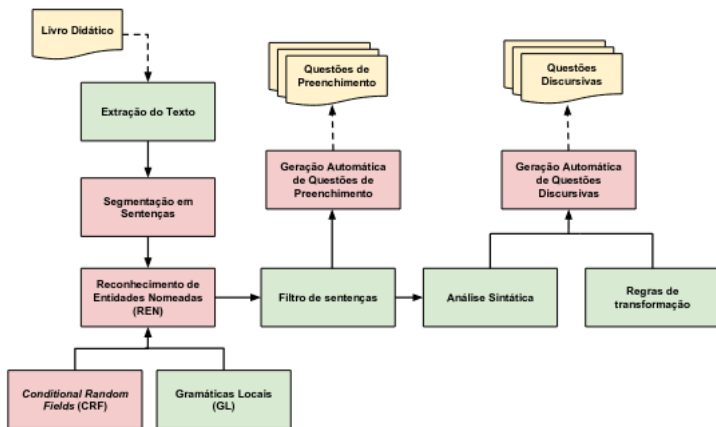 Livro Didático
Questões de
Preenchimento
Questões
Discursivas
Extração do Texto
Geração Automática
de Questões de
Preenchimento
Geração Automática
de Questões
Discursivas
Segmentação em
Sentenças
Reconhecimento de
Entidades Nomeadas
(REN)
Filtro de sentenças
Análise Sintática
Regras de
transformação
Conditional Random
Fields (CRF)
Gramáticas Locais
(GL)